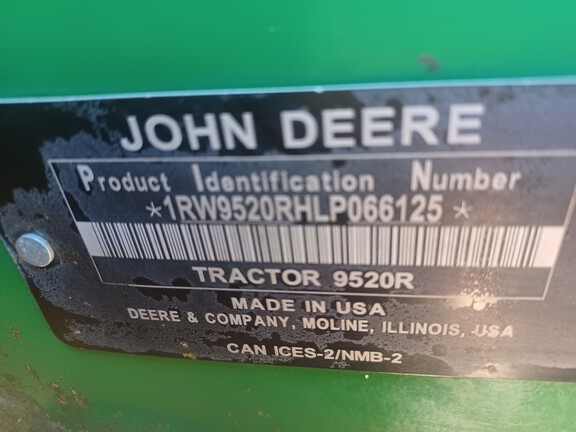 JOHN DEERE
Product Identification Number
*1RW9520RHLP066125*
TRACTOR 9520R
MADE IN USA
DEERE & COMPANY, MOLINE, ILLINOIS, USA
CAN ICES-2/NMB-2